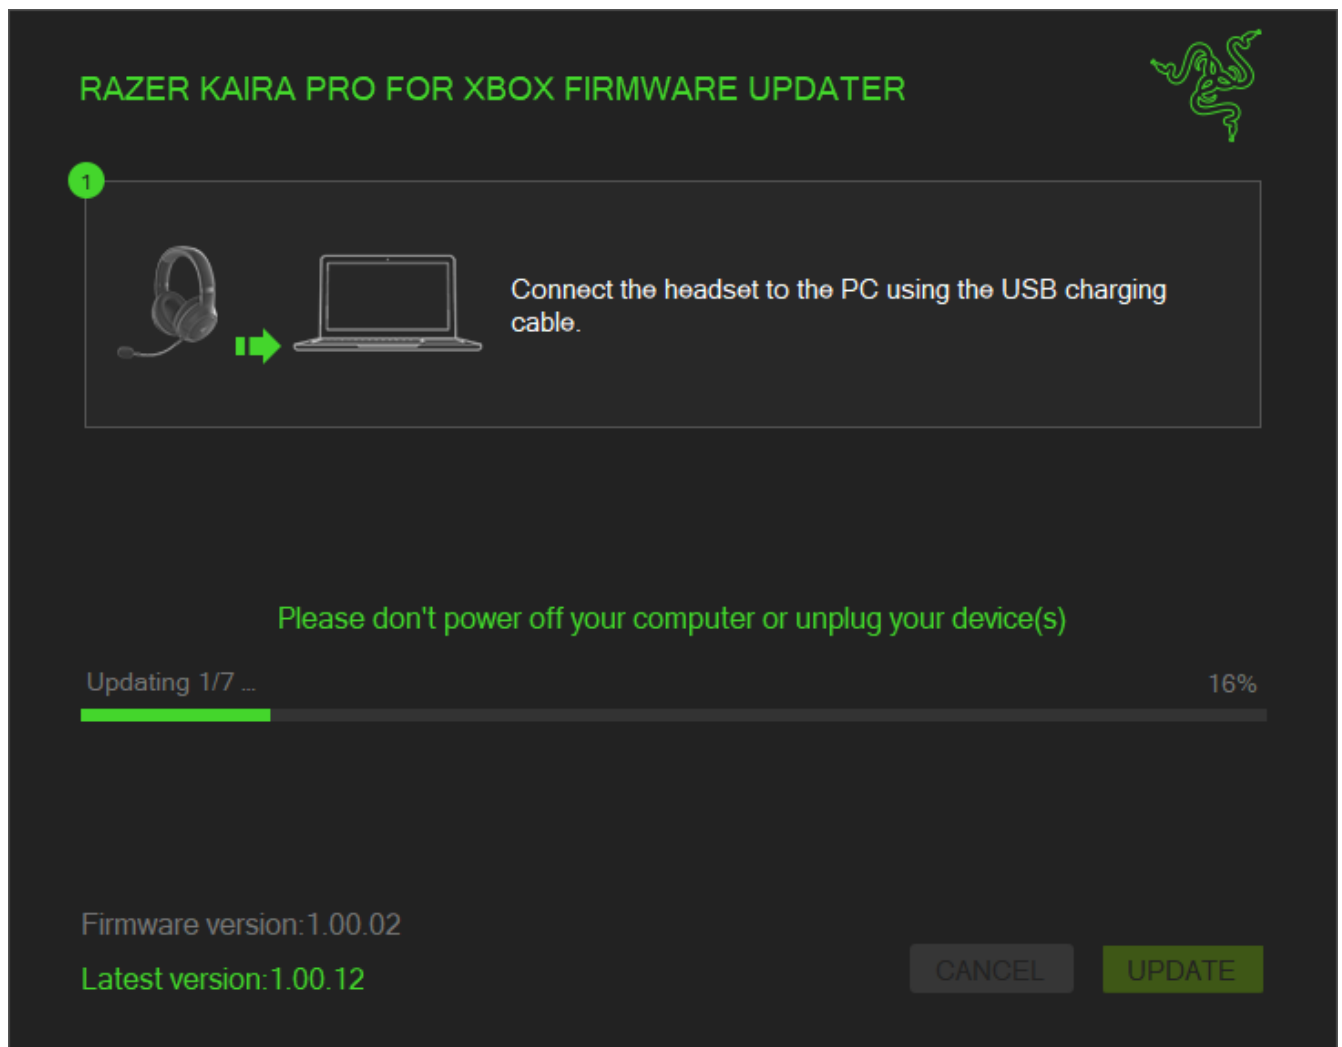 RAZER KAIRA PRO FOR XBOX FIRMWARE UPDATER
1
Connect the headset to the PC using the USB charging
cable.
Please don't power off your computer or unplug your device(s)
Updating 1/7 ...
16%
Firmware version:1.00.02
Latest version:1.00.12
CANCEL
UPDATE